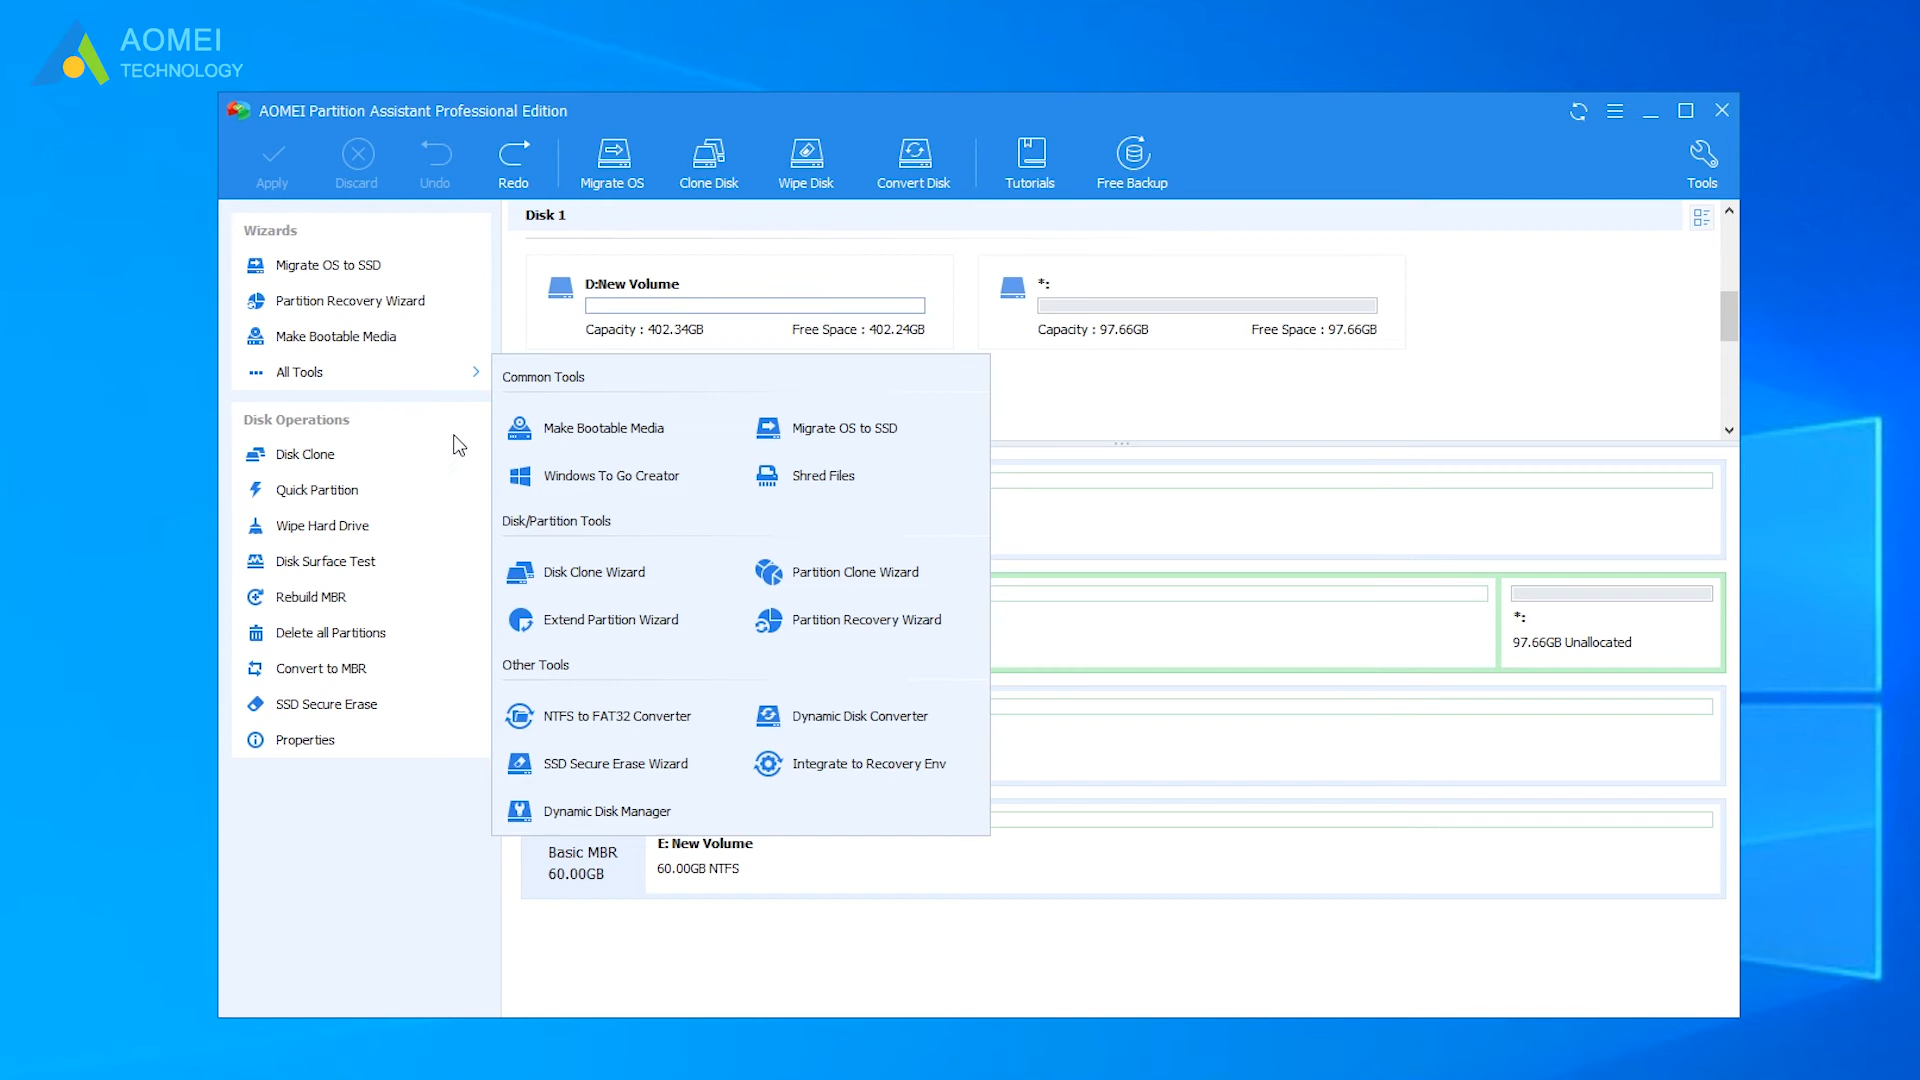 AOMEI
TECHNOLOGY
AOMEI Partition Assistant Professional Edition
Apply
Discard
Undo
Redo
Migrate OS
Clone Disk
Wipe Disk
Convert Disk
Tutorials
Free Backup
Tools
Wizards
Migrate OS to SSD
Partition Recovery Wizard
Make Bootable Media
All Tools
Disk Operations
Disk Clone
Quick Partition
Wipe Hard Drive
Disk Surface Test
Rebuild MBR
Delete all Partitions
Convert to MBR
SSD Secure Erase
Properties
Disk 1
D:New Volume
Capacity : 402.34GB
Free Space : 402.24GB
*:
Capacity : 97.66GB
Free Space : 97.66GB
Common Tools
Make Bootable Media
Migrate OS to SSD
Windows To Go Creator
Shred Files
Disk/Partition Tools
Disk Clone Wizard
Partition Clone Wizard
Extend Partition Wizard
Partition Recovery Wizard
Other Tools
NTFS to FAT32 Converter
Dynamic Disk Converter
SSD Secure Erase Wizard
Integrate to Recovery Env
Dynamic Disk Manager
*:
97.66GB Unallocated
Basic MBR
60.00GB
E: New Volume
60.00GB NTFS